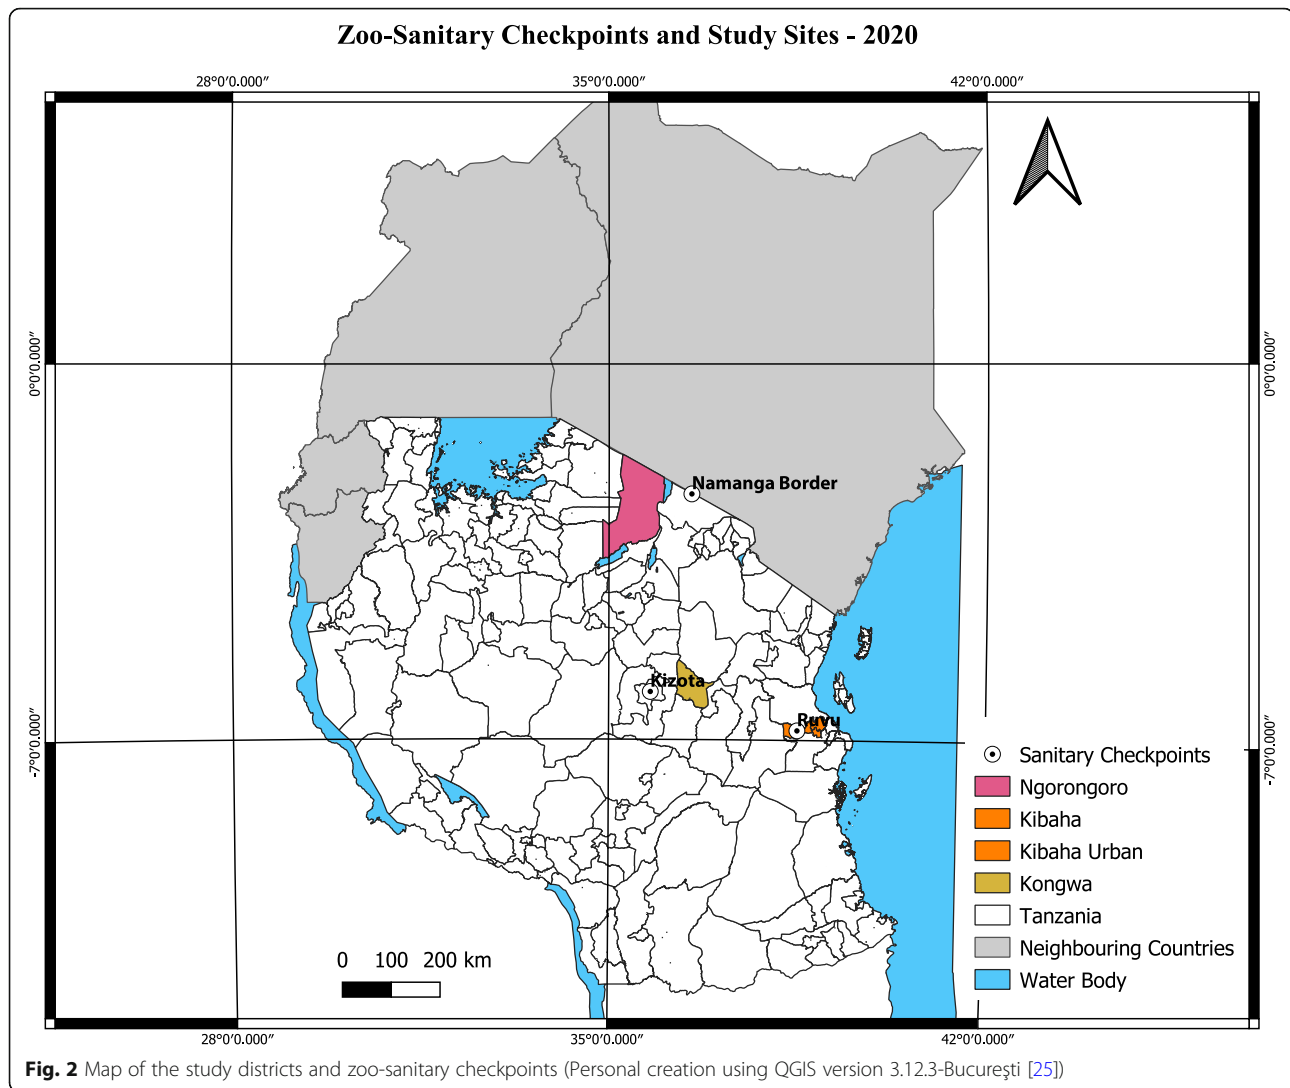 Zoo-Sanitary Checkpoints and Study Sites - 2020
28°0′0.000″ 35°0′0.000″ 42°0′0.000″
0°0′0.000″ 0°0′0.000″
Namanga Border
Kizota
Ruvu
-7°0′0.000″ -7°0′0.000″
Sanitary Checkpoints
Ngorongoro
Kibaha
Kibaha Urban
Kongwa
Tanzania
Neighbouring Countries
Water Body
0 100 200 km
28°0′0.000″ 35°0′0.000″ 42°0′0.000″
Fig. 2 Map of the study districts and zoo-sanitary checkpoints (Personal creation using QGIS version 3.12.3-Bucureşti [25])